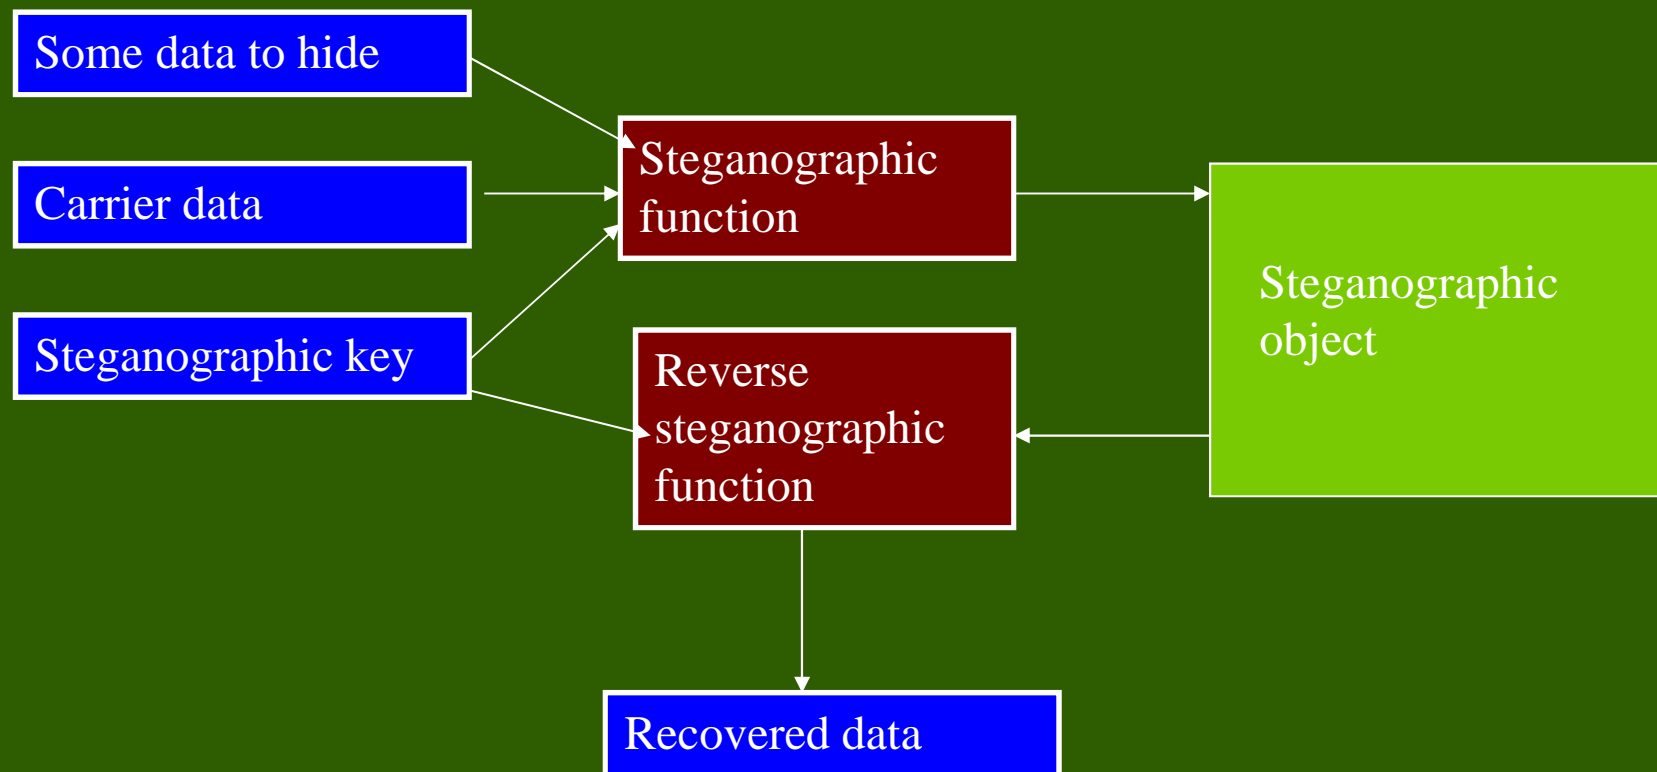 Some data to hide
Carrier data
Steganographic key
Steganographic
function
Reverse
steganographic
function
Steganographic
object
Recovered data